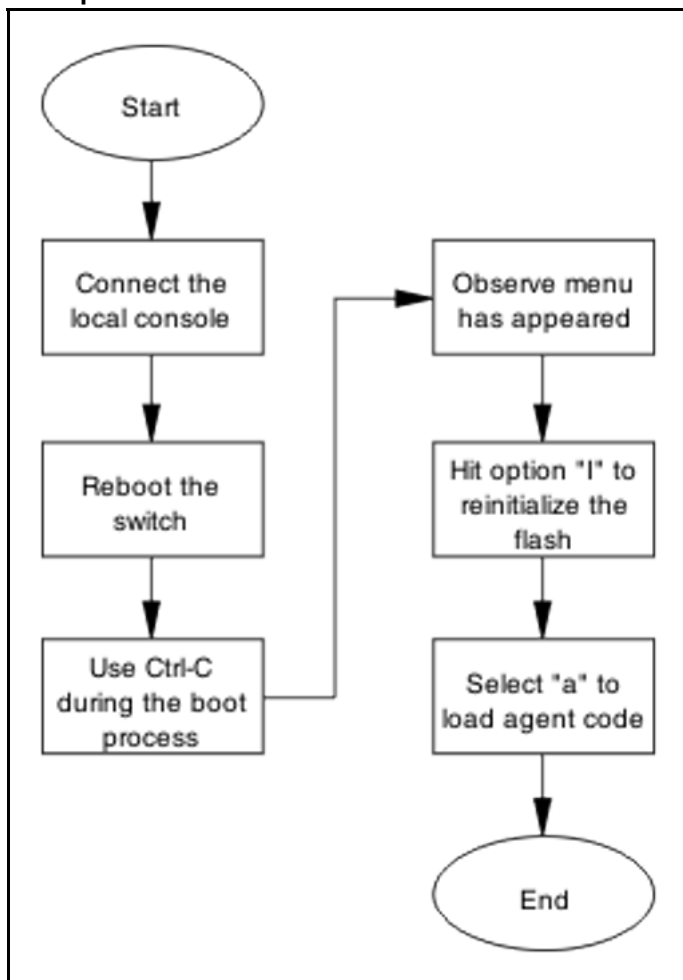 Start
Connect the
local console
Reboot the
switch
Use Ctrl-C
during the boot
process
Observe menu
has appeared
Hit option "I" to
reinitialize the
flash
Select "a" to
load agent code
End